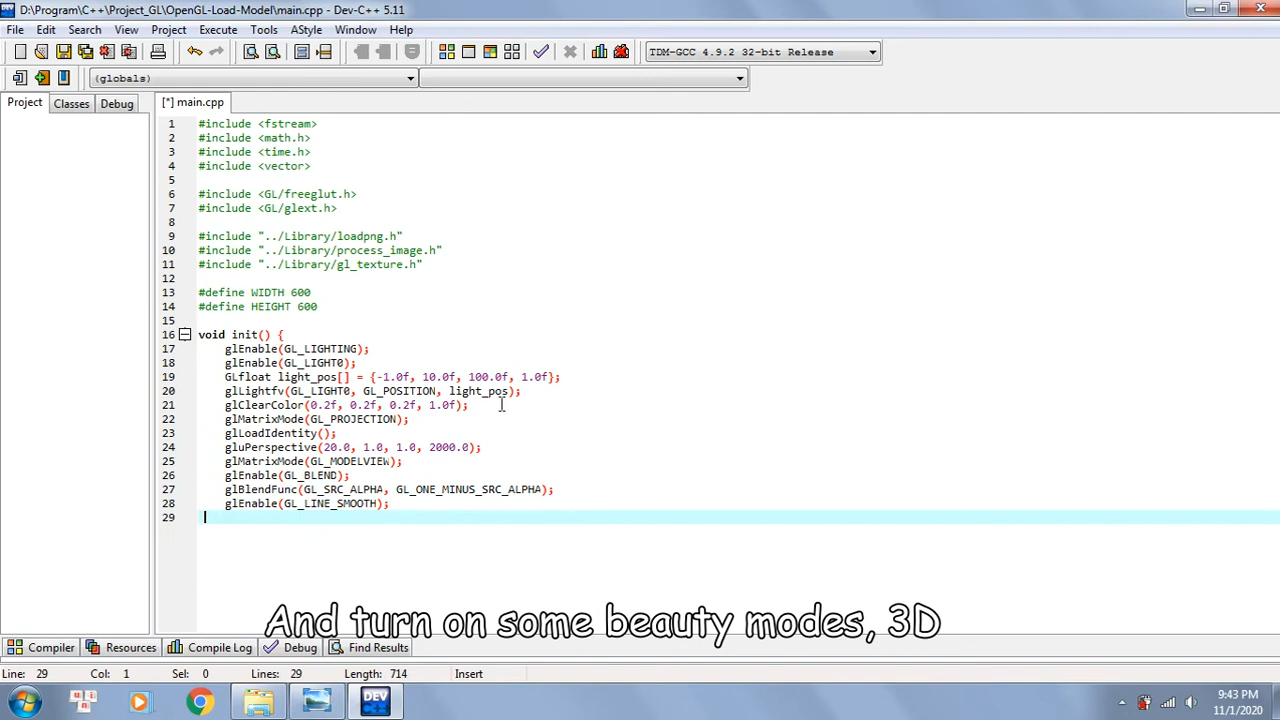 D:\Program\C++\Project_GL\OpenGL-Load-Model\main.cpp - Dev-C++ 5.11
File Edit Search View Project Execute Tools AStyle Window Help
TDM-GCC 4.9.2 32-bit Release
(globals)
Project Classes Debug [*] main.cpp
1 #include <fstream>
2 #include <math.h>
3 #include <time.h>
4 #include <vector>
5
6 #include <GL/freeglut.h>
7 #include <GL/glext.h>
8
9 #include "../Library/loadpng.h"
10 #include "../Library/process_image.h"
11 #include "../Library/gl_texture.h"
12
13 #define WIDTH 600
14 #define HEIGHT 600
15
16 void init() {
17 glEnable(GL_LIGHTING);
18 glEnable(GL_LIGHT0);
19 GLfloat light_pos[] = {-1.0f, 10.0f, 100.0f, 1.0f};
20 glLightfv(GL_LIGHT0, GL_POSITION, light_pos);
21 glClearColor(0.2f, 0.2f, 0.2f, 1.0f);
22 glMatrixMode(GL_PROJECTION);
23 glLoadIdentity();
24 gluPerspective(20.0, 1.0, 1.0, 2000.0);
25 glMatrixMode(GL_MODELVIEW);
26 glEnable(GL_BLEND);
27 glBlendFunc(GL_SRC_ALPHA, GL_ONE_MINUS_SRC_ALPHA);
28 glEnable(GL_LINE_SMOOTH);
29
And turn on some beauty modes, 3D
Compiler Resources Compile Log Debug Find Results
Line: 29 Col: 1 Sel: 0 Lines: 29 Length: 714 Insert
DEV
9:43 PM
11/1/2020